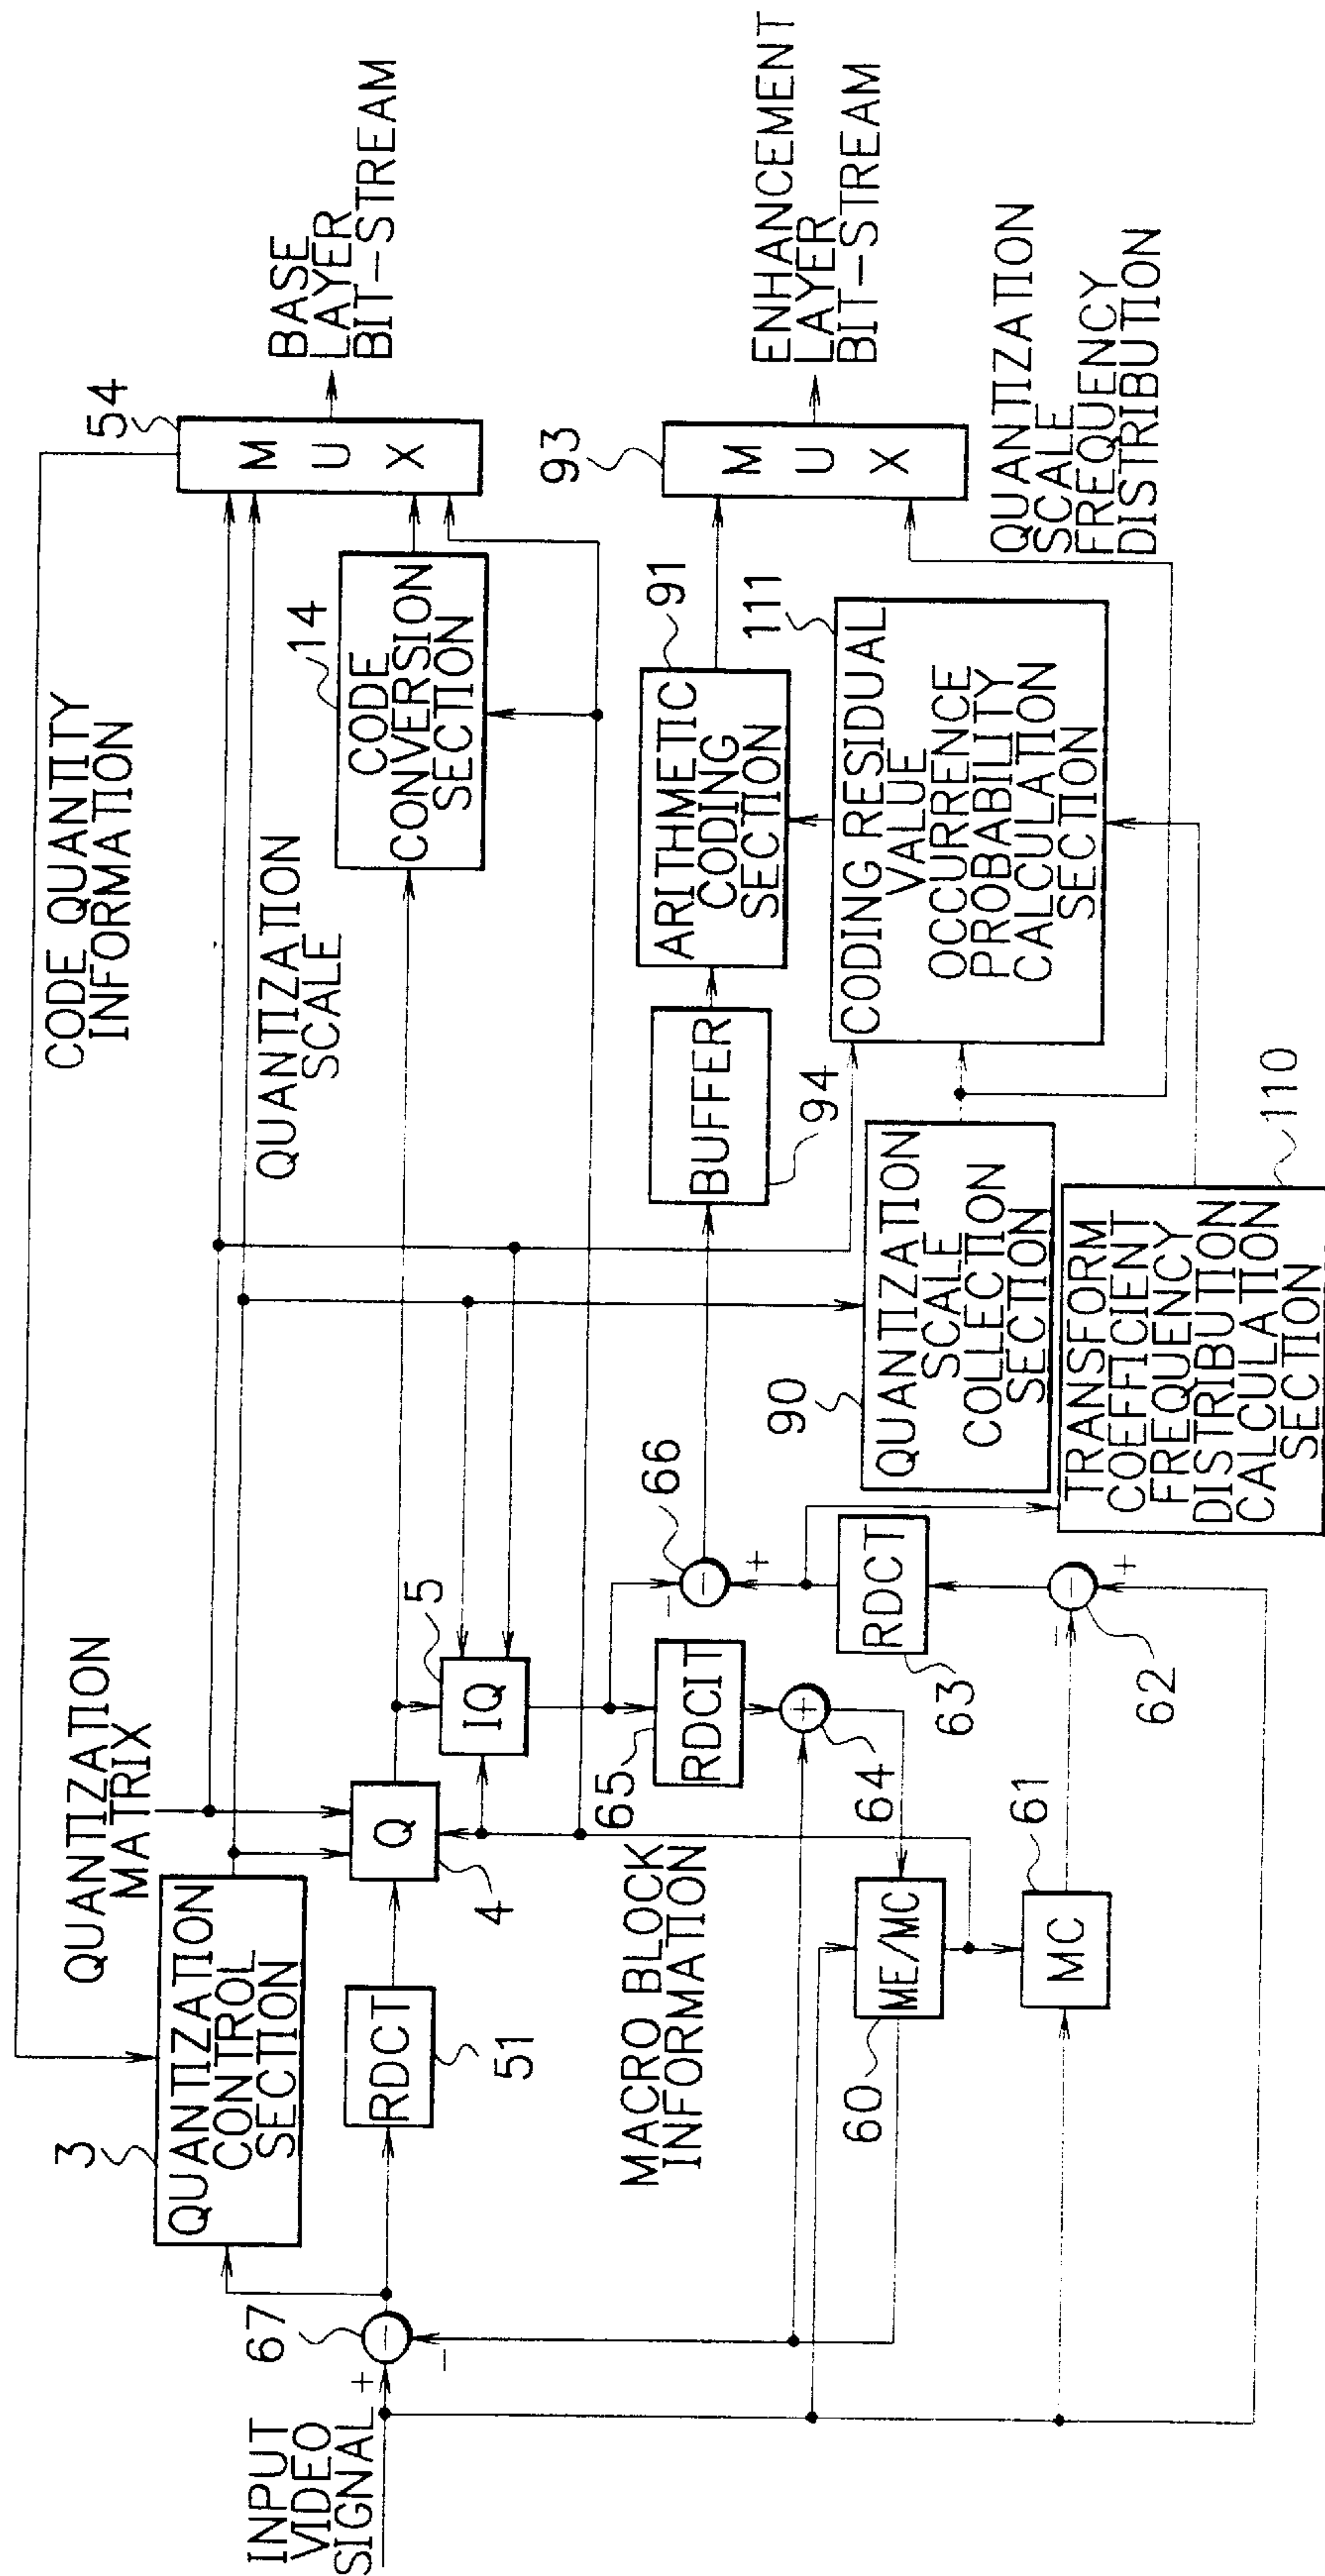 CODE QUANTITY
INFORMATION
QUANTIZATION
MATRIX
3
QUANTIZATION
CONTROL
SECTION
QUANTIZATION
SCALE
54
MUX
BASE
LAYER
BIT-STREAM
INPUT
VIDEO
SIGNAL
+
-
67
-
RDCT
51
Q
4
IQ
5
14
CODE
CONVERSION
SECTION
MACRO BLOCK
INFORMATION
65
RDCIT
+
64
-
66
-
+
BUFFER
94
ARITHMETIC
CODING
SECTION
91
93
MUX
ENHANCEMENT
LAYER
BIT-STREAM
60
ME/MC
MC
61
RDCT
63
-
62
-
+
90
QUANTIZATION
SCALE
COLLECTION
SECTION
CODING RESIDUAL
VALUE
OCCURRENCE
PROBABILITY
CALCULATION
SECTION
111
QUANTIZATION
SCALE
FREQUENCY
DISTRIBUTION
TRANSFORM
COEFFICIENT
FREQUENCY
DISTRIBUTION
CALCULATION
SECTION
110